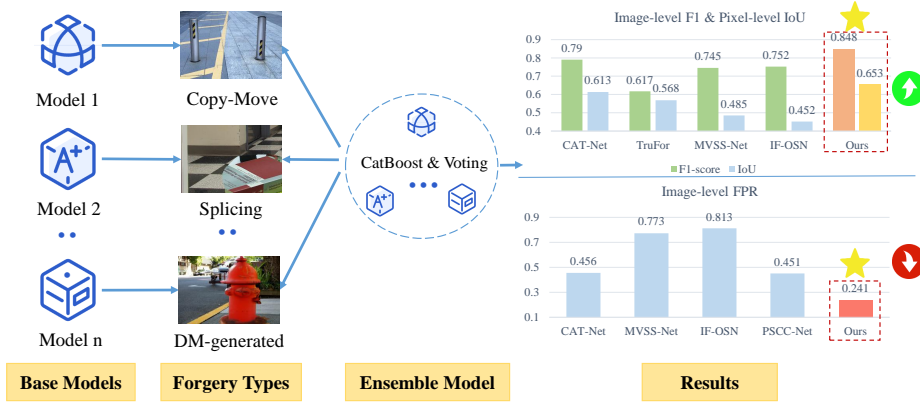 Model 1
A+
Model 2
Model n
Base Models
Copy-Move
Splicing
DM-generated
Forgery Types
CatBoost & Voting
A+
Ensemble Model
Image-level F1 & Pixel-level IoU
0.9
0.8
0.7
0.6
0.5
0.4
0.79
0.613
0.617
0.568
0.745
0.485
0.752
0.452
0.848
0.653
CAT-Net
TruFor
MVSS-Net
IF-OSN
Ours
F1-score
IoU
Image-level FPR
0.9
0.7
0.5
0.3
0.1
0.456
0.773
0.813
0.451
0.241
CAT-Net
MVSS-Net
IF-OSN
PSCC-Net
Ours
Results